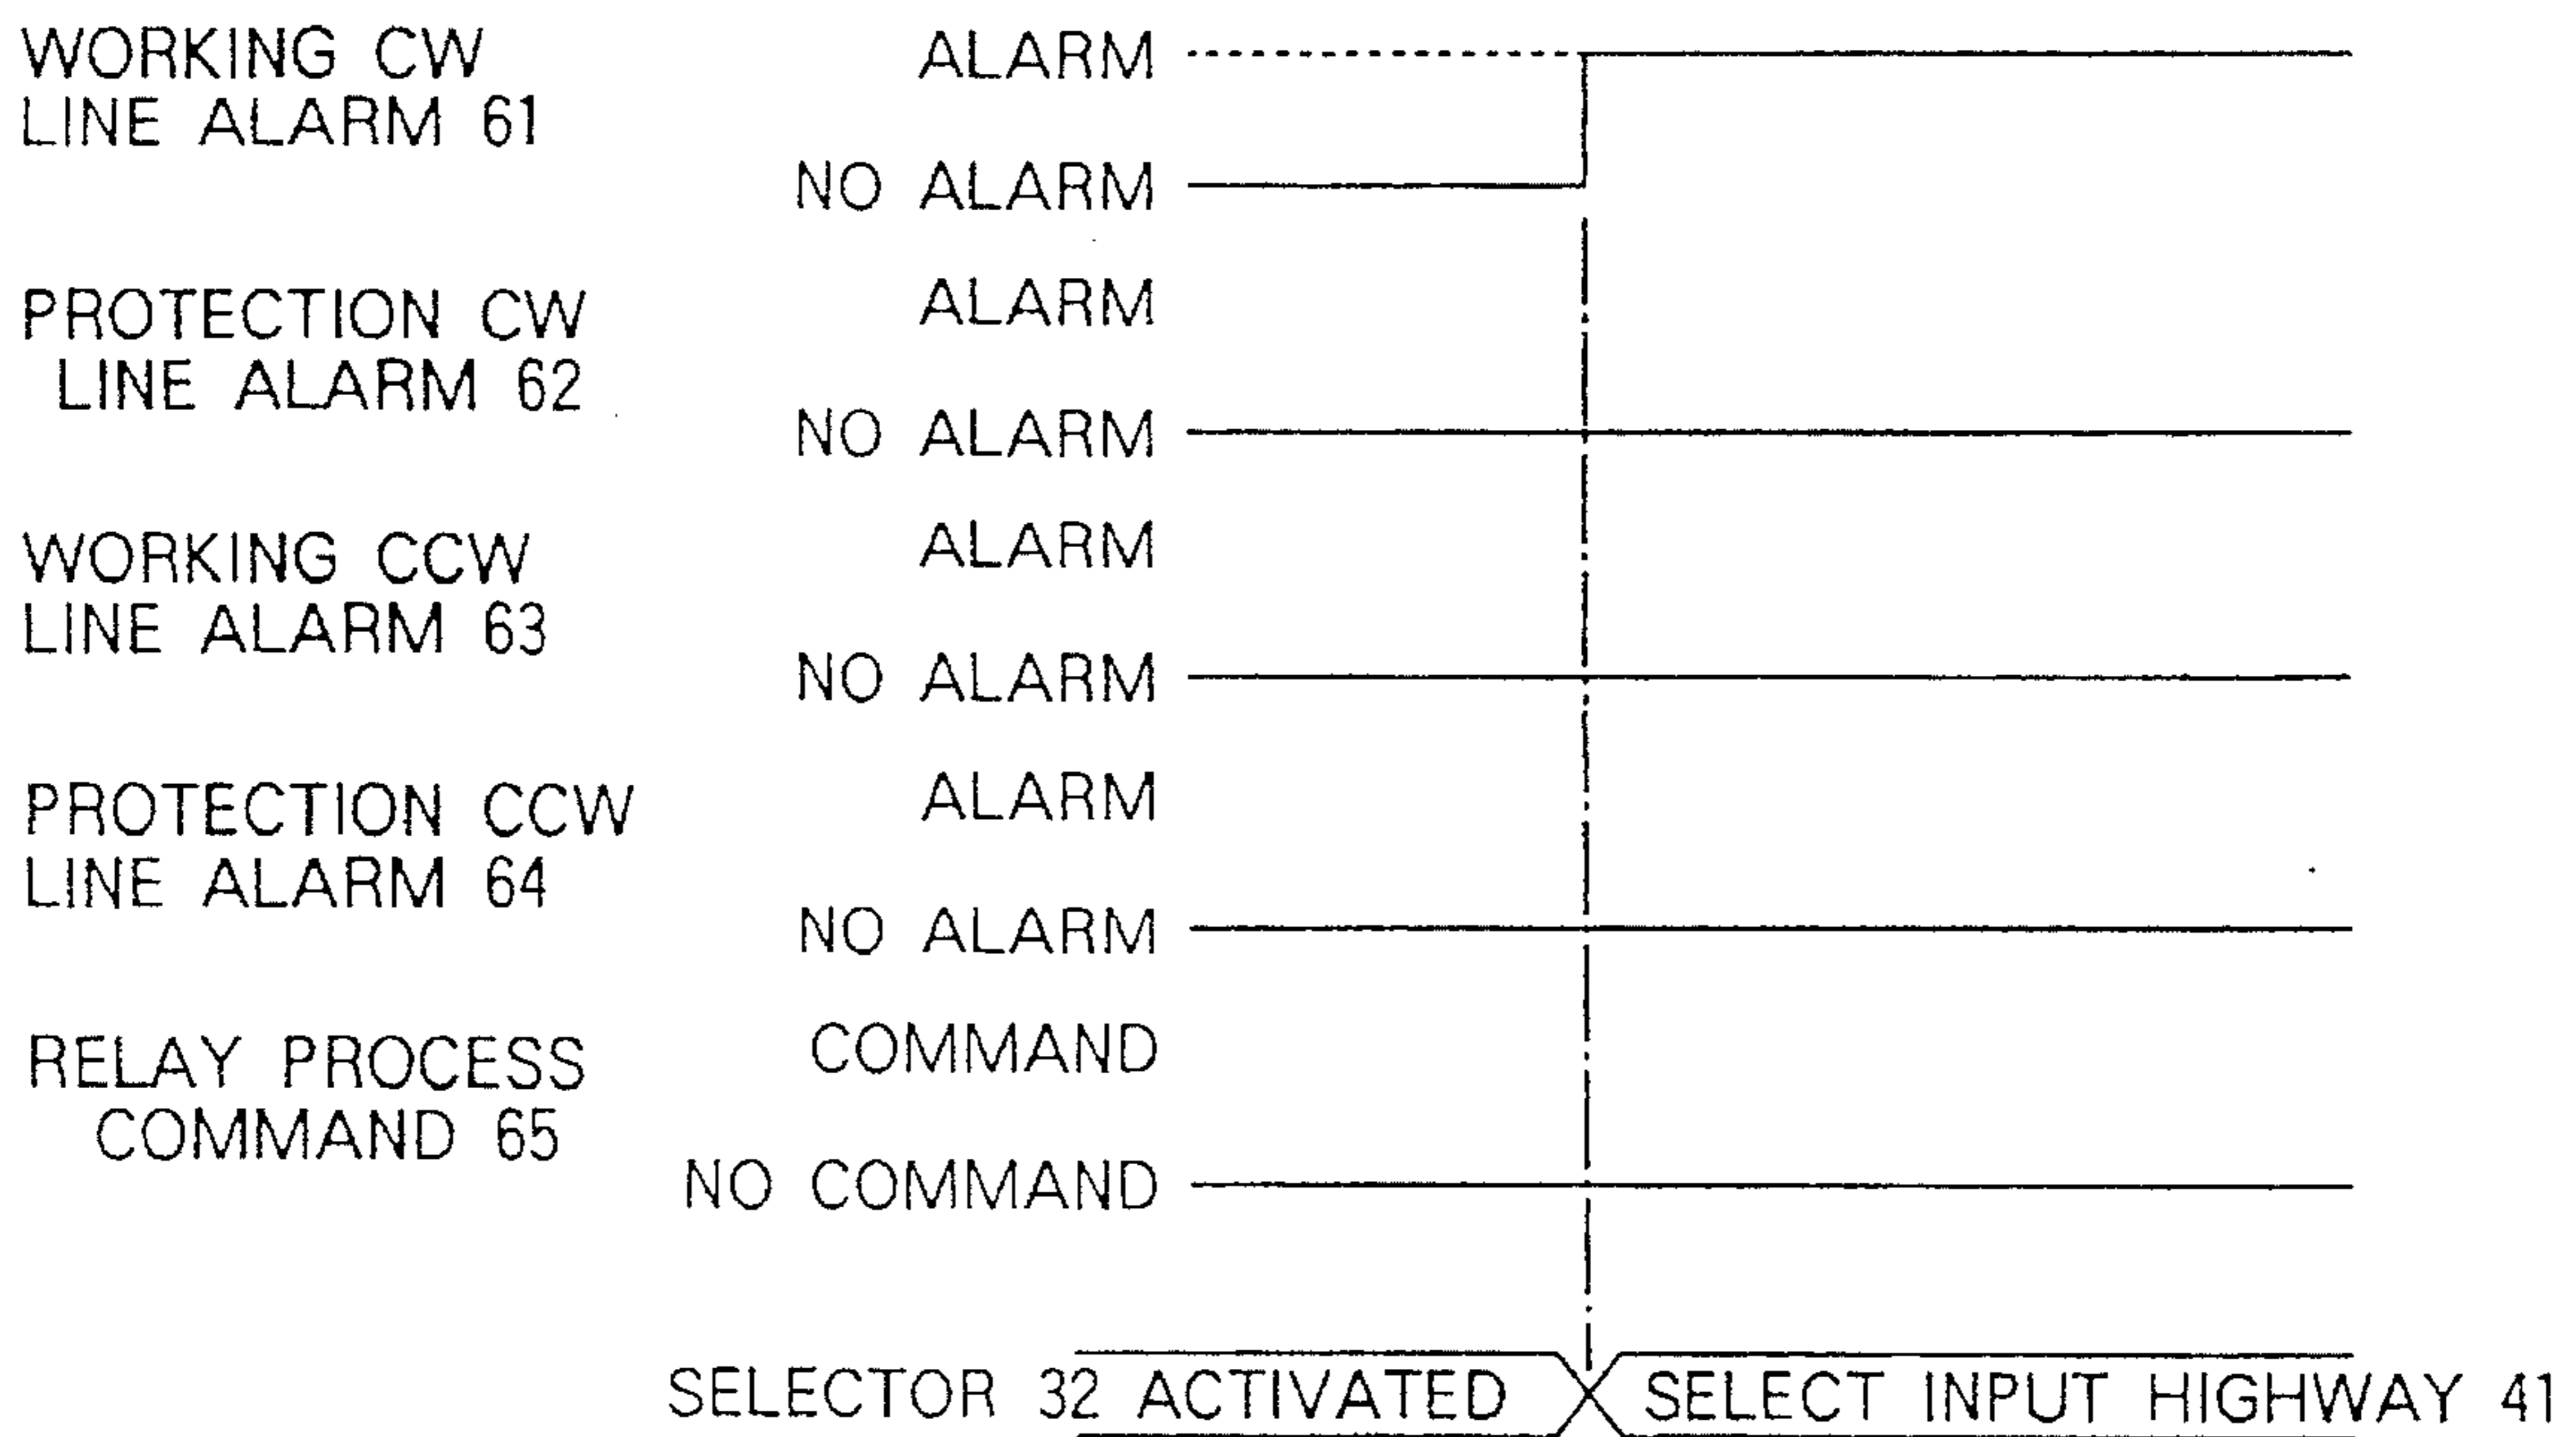 WORKING CW
LINE ALARM 61
ALARM
NO ALARM
PROTECTION CW
LINE ALARM 62
ALARM
NO ALARM
WORKING CCW
LINE ALARM 63
ALARM
NO ALARM
PROTECTION CCW
LINE ALARM 64
ALARM
NO ALARM
RELAY PROCESS
COMMAND 65
COMMAND
NO COMMAND
SELECTOR 32 ACTIVATED
SELECT INPUT HIGHWAY 41